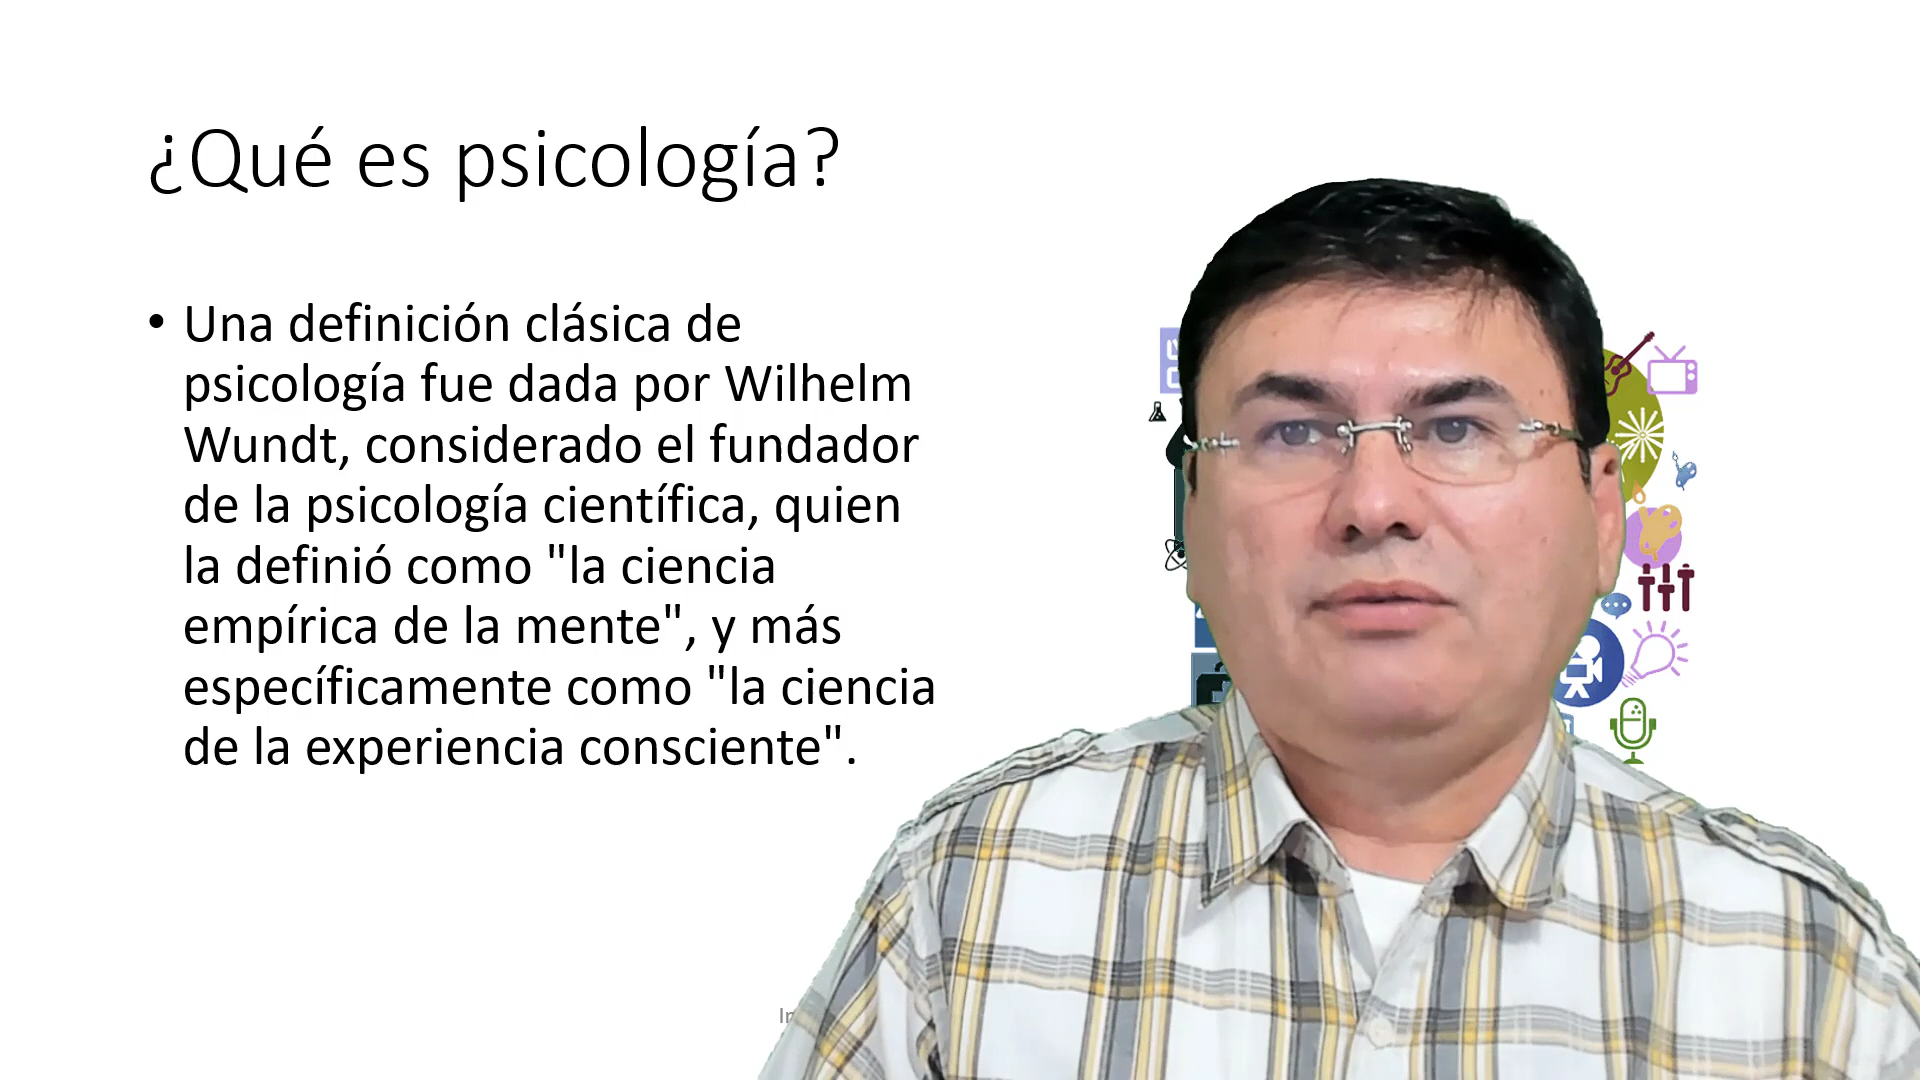 ¿Qué es psicología?
• Una definición clásica de
psicología fue dada por Wilhelm
Wundt, considerado el fundador
de la psicología científica, quien
la definió como "la ciencia
empírica de la mente", y más
específicamente como "la ciencia
de la experiencia consciente".